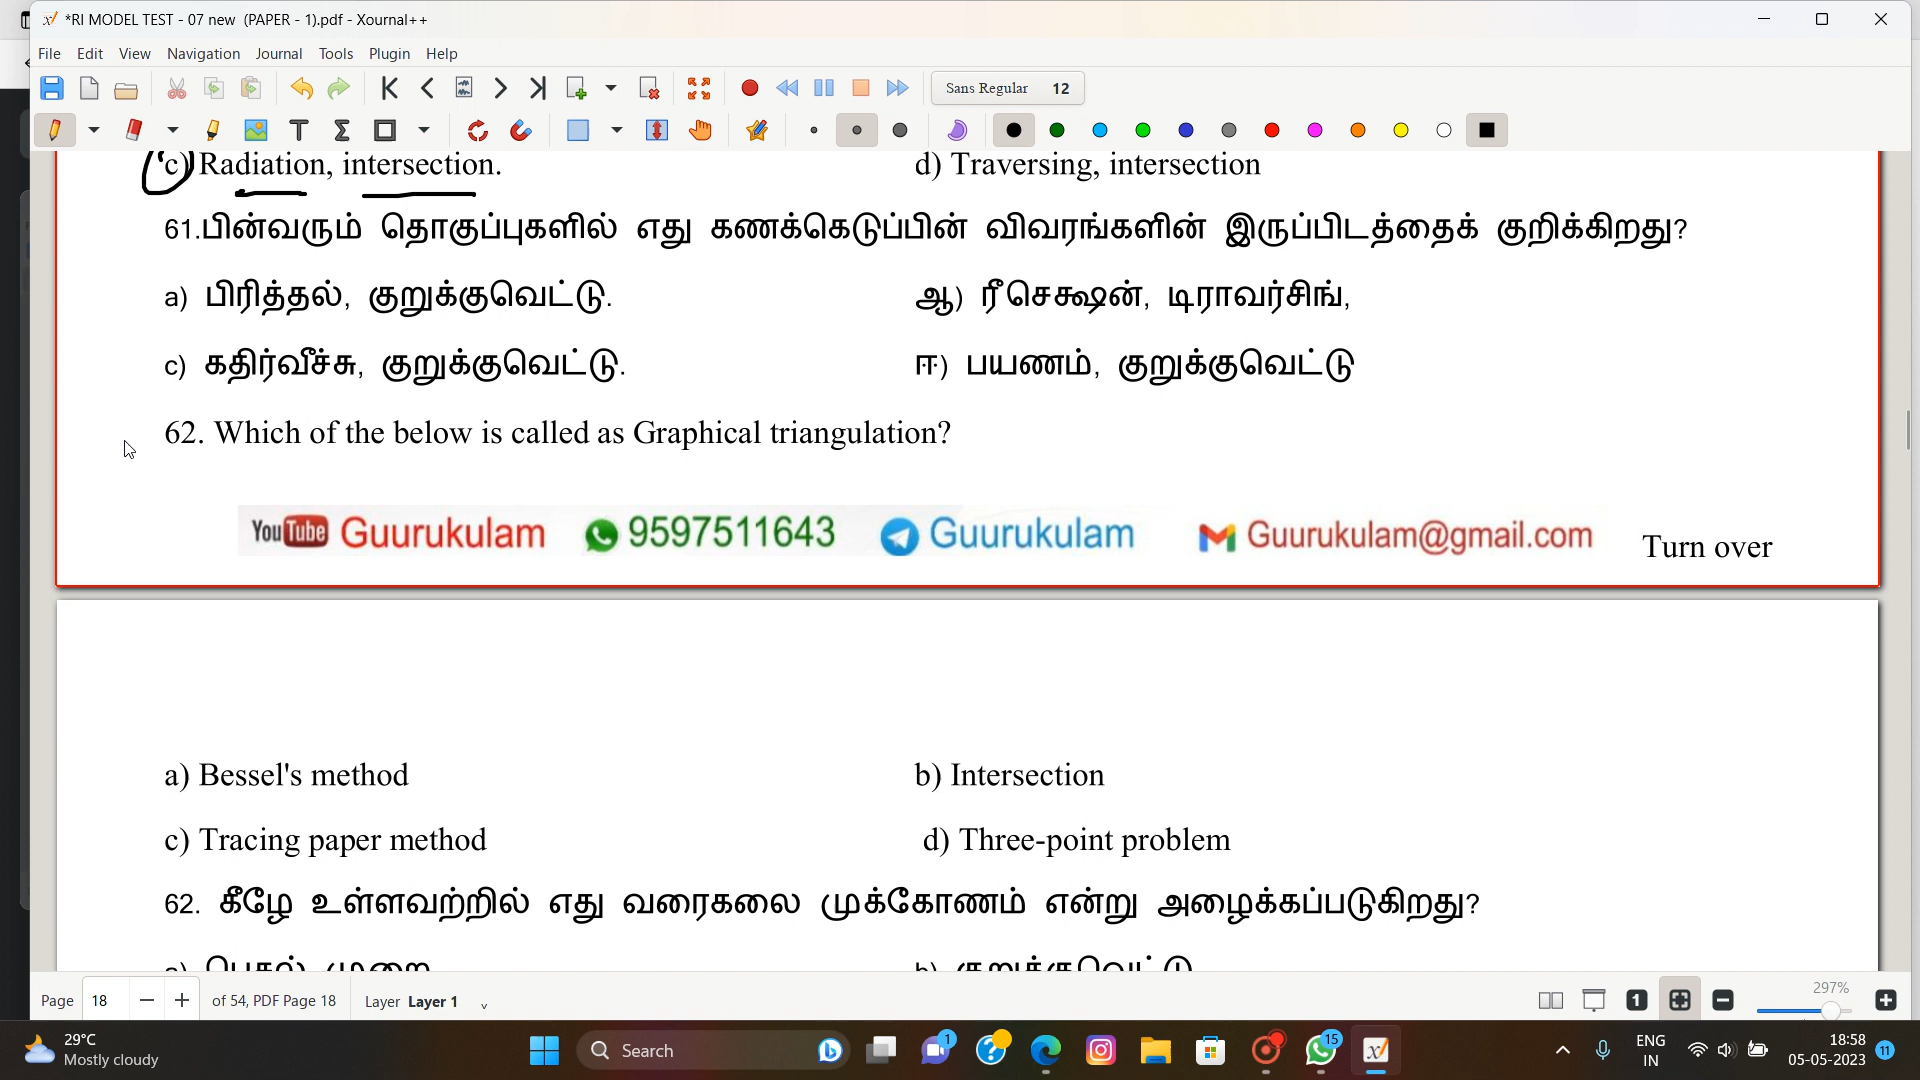 *RI MODEL TEST - 07 new (PAPER - 1).pdf - Xournal++
File Edit View Navigation Journal Tools Plugin Help
Sans Regular 12
c) Radiation, intersection. d) Traversing, intersection
61.பின்வரும் தொகுப்புகளில் எது கணக்கெடுப்பின் விவரங்களின் இருப்பிடத்தைக் குறிக்கிறது?
a) பிரித்தல், குறுக்குவெட்டு. ஆ) ரீசெக்ஷன், டிராவர்சிங்,
c) கதிர்வீச்சு, குறுக்குவெட்டு. ஈ) பயணம், குறுக்குவெட்டு
62. Which of the below is called as Graphical triangulation?
YouTube Guurukulam 9597511643 Guurukulam Guurukulam@gmail.com Turn over
a) Bessel's method b) Intersection
c) Tracing paper method d) Three-point problem
62. கீழே உள்ளவற்றில் எது வரைகலை முக்கோணம் என்று அழைக்கப்படுகிறது?
Page 18 of 54, PDF Page 18 Layer Layer 1 297%
29°C
Mostly cloudy
Search
1
15
ENG
IN
18:58
05-05-2023
11